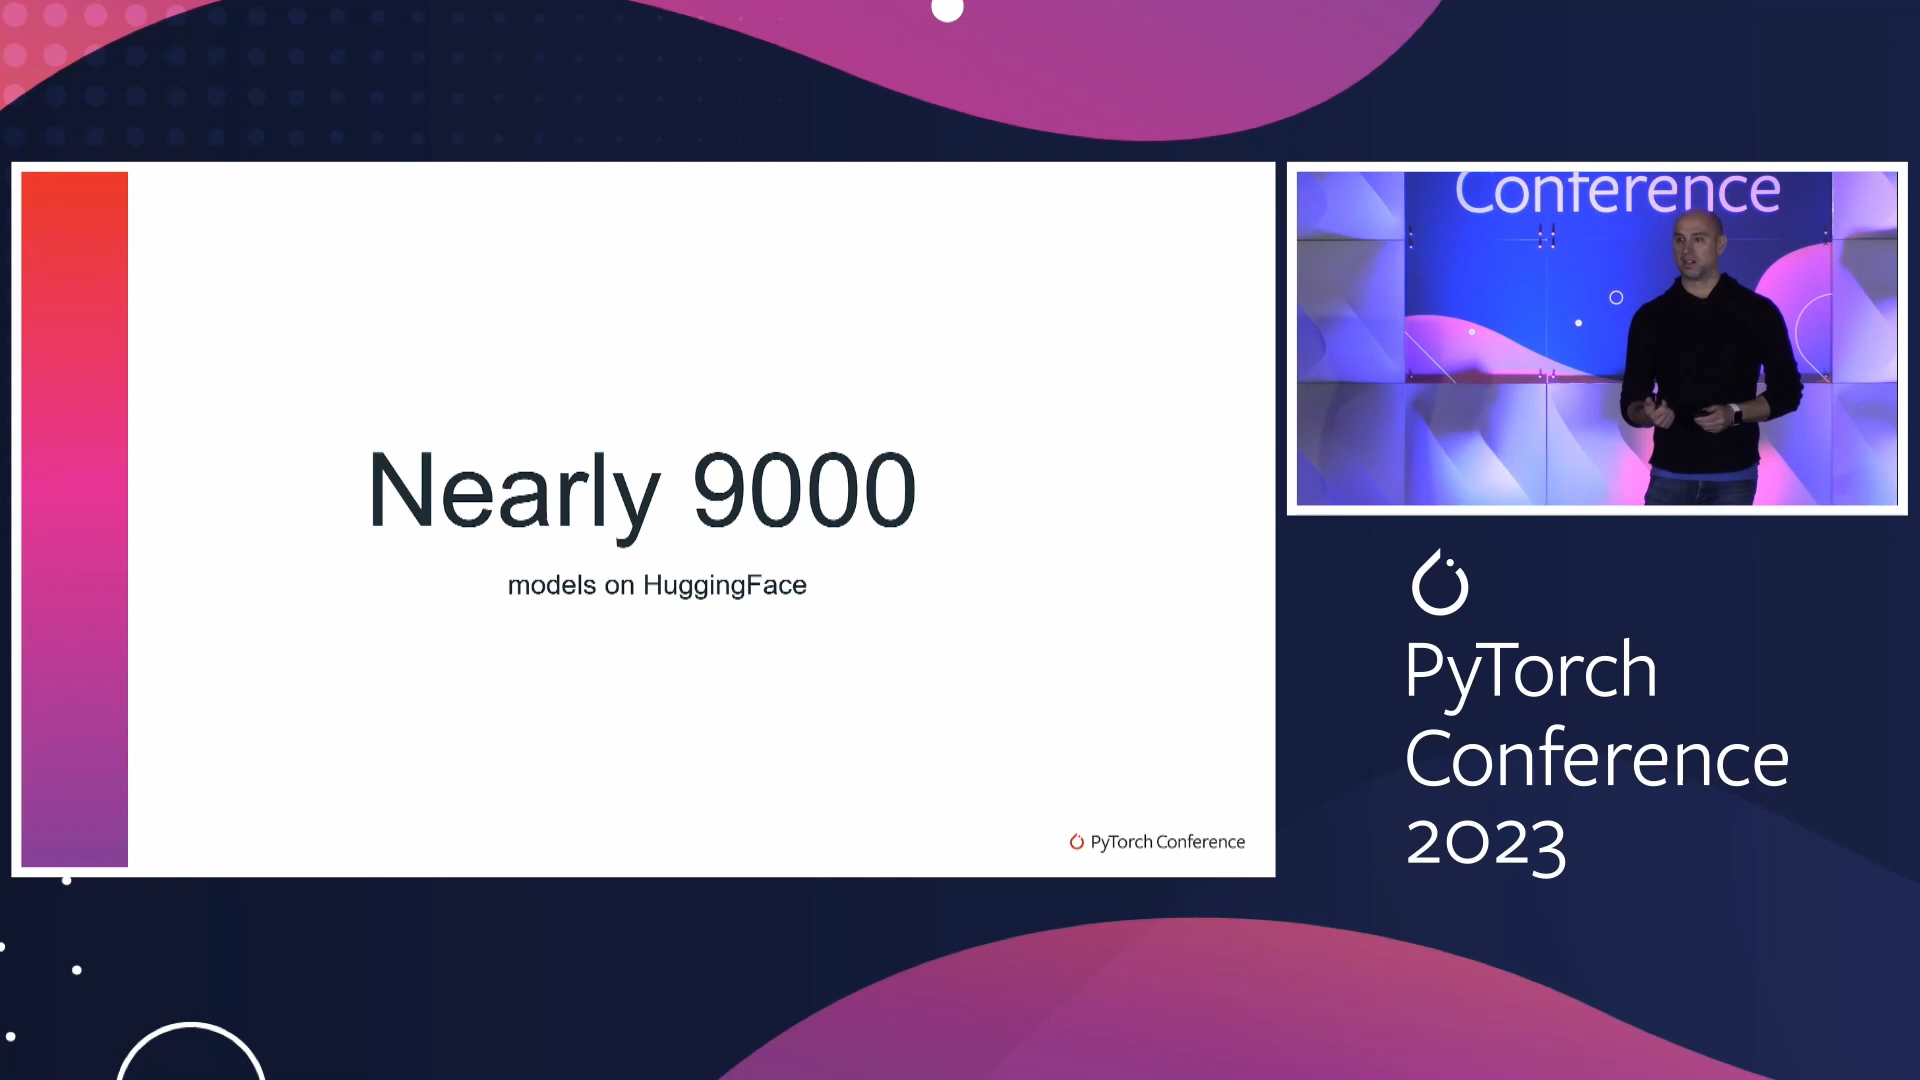 Nearly 9000
models on HuggingFace
PyTorch Conference
Conference
PyTorch
Conference
2023